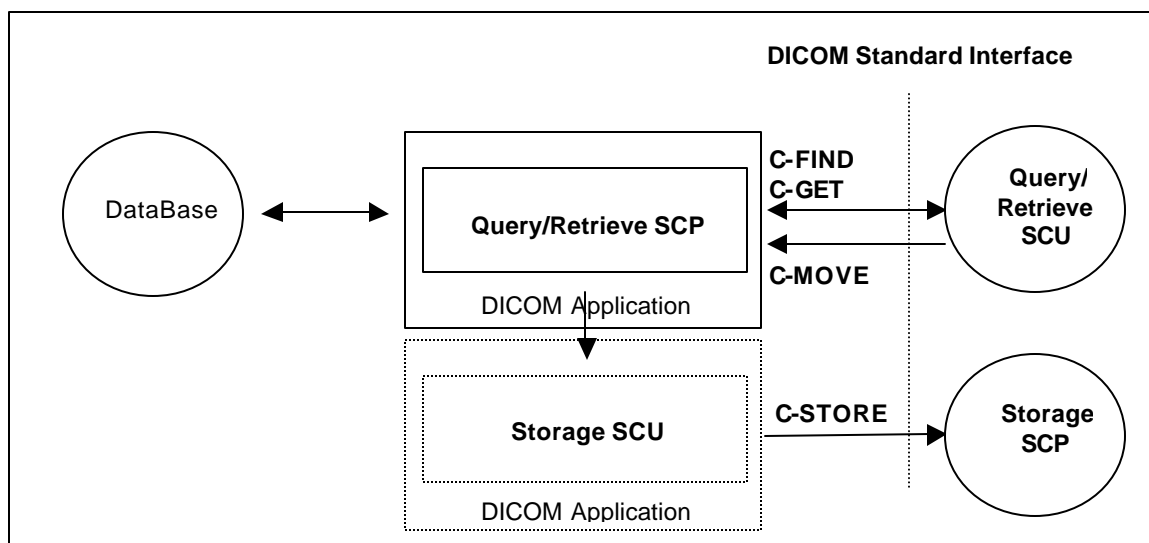 DICOM Standard Interface
DataBase
Query/Retrieve SCP
DICOM Application
C-FIND
C-GET
C-MOVE
Query/
Retrieve
SCU
Storage SCU
DICOM Application
C-STORE
Storage
SCP